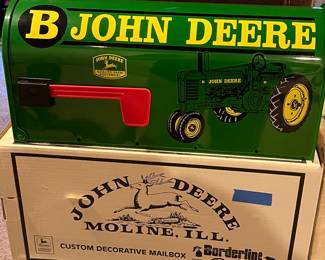 B JOHN DEERE
JOHN DEERE
JOHN DEERE
MOLINE, ILL.
CUSTOM DECORATIVE MAILBOX
Borderline